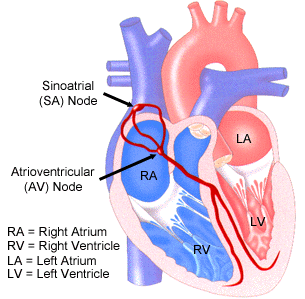 Sinoatrial
(SA) Node
LA
Atrioventricular
(AV) Node
RA
LV
RV
RA = Right Atrium
RV = Right Ventricle
LA = Left Atrium
LV = Left Ventricle